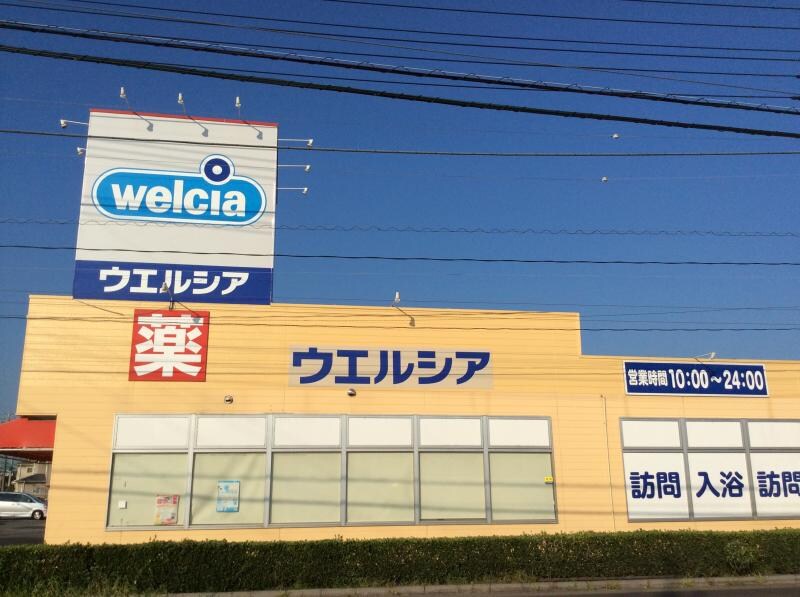 welcia
ウエルシア
薬
ウエルシア
営業時間 10:00〜24:00
訪問 入浴 訪問